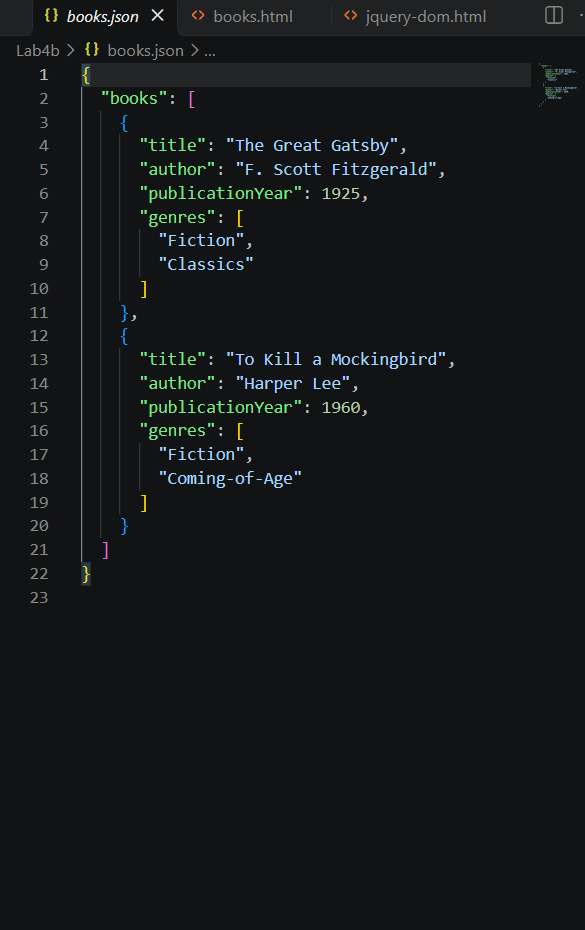 {} books.json × <> books.html <> jquery-dom.html
Lab4b > {} books.json > ...
1 {
2 "books": [
3 {
4 "title": "The Great Gatsby",
5 "author": "F. Scott Fitzgerald",
6 "publicationYear": 1925,
7 "genres": [
8 "Fiction",
9 "Classics"
10 ]
11 },
12 {
13 "title": "To Kill a Mockingbird",
14 "author": "Harper Lee",
15 "publicationYear": 1960,
16 "genres": [
17 "Fiction",
18 "Coming-of-Age"
19 ]
20 }
21 ]
22 }
23